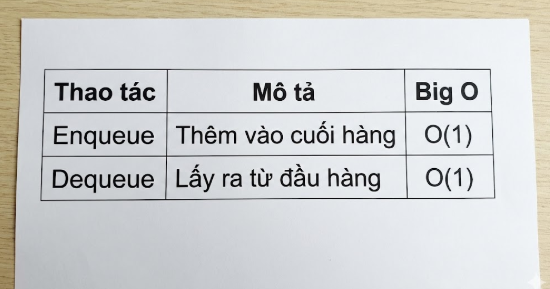 Thao tác Mô tả Big O
Enqueue Thêm vào cuối hàng O(1)
Dequeue Lấy ra từ đầu hàng O(1)